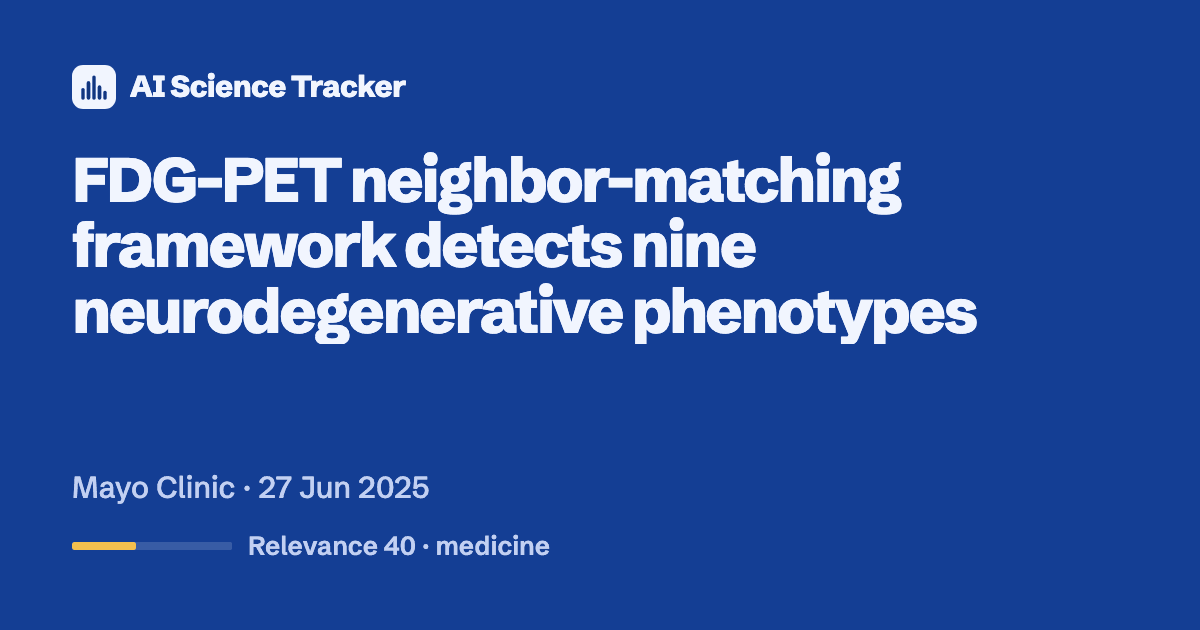 AI Science Tracker
FDG-PET neighbor-matching
framework detects nine
neurodegenerative phenotypes
Mayo Clinic · 27 Jun 2025
Relevance 40 · medicine